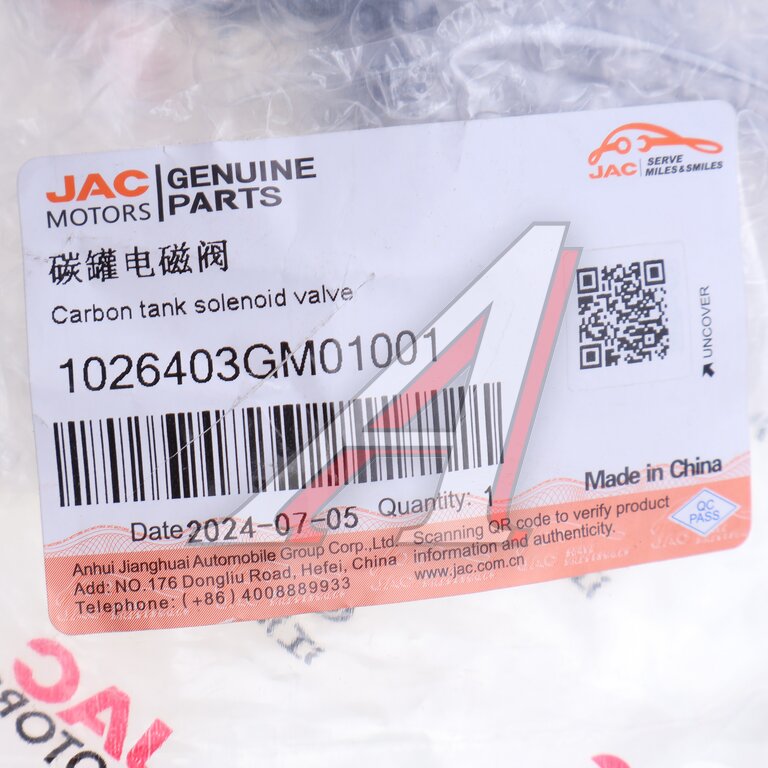 JAC MOTORS
GENUINE PARTS
JAC
SERVE MILES & SMILES
碳罐电磁阀
Carbon tank solenoid valve
1026403GM01001
UNCOVER
Made in China
Date 2024-07-05
Quantity: 1
QC PASS
Anhui Jianghuai Automobile Group Corp.,Ltd.
Add: NO.176 Dongliu Road, Hefei, China
Telephone: (+86) 4008889933
Scanning QR code to verify product
information and authenticity.
www.jac.com.cn
JAC